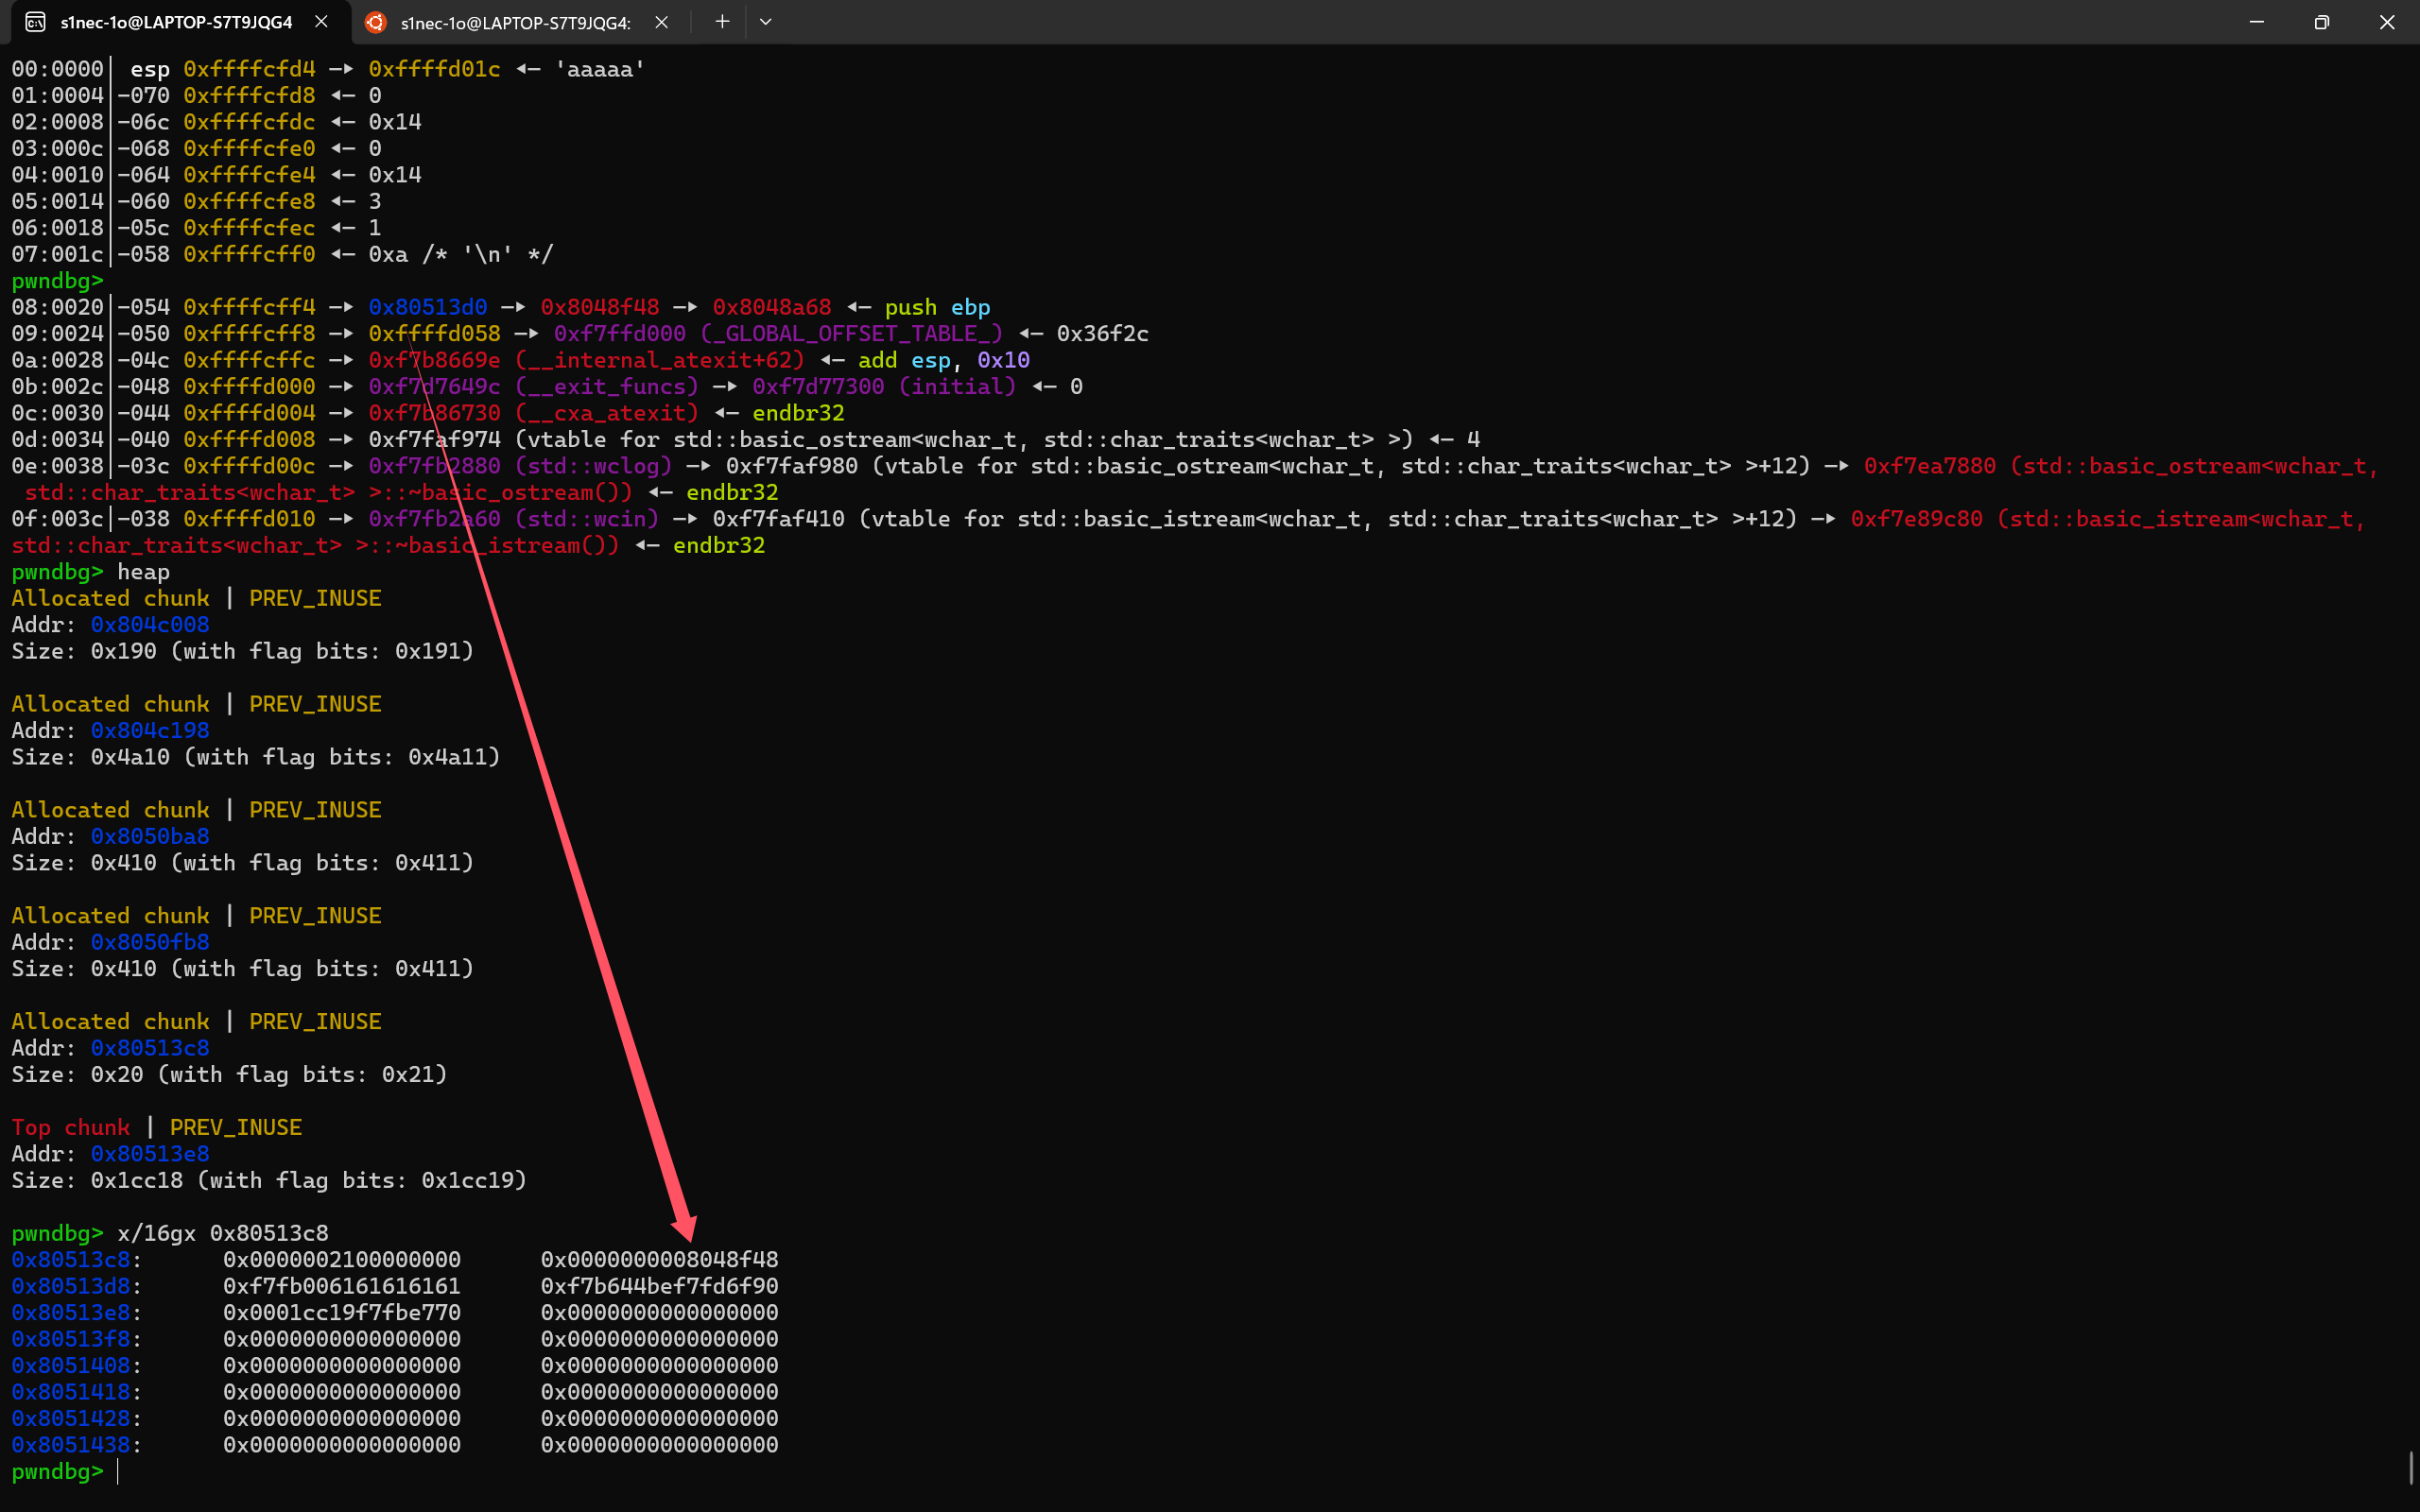 s1nec-1o@LAPTOP-S7T9JQG4
s1nec-1o@LAPTOP-S7T9JQG4:
00:0000│ esp 0xffffcfd4 —▸ 0xffffd01c ◂— 'aaaaa'
01:0004│-070 0xffffcfd8 ◂— 0
02:0008│-06c 0xffffcfdc ◂— 0x14
03:000c│-068 0xffffcfe0 ◂— 0
04:0010│-064 0xffffcfe4 ◂— 0x14
05:0014│-060 0xffffcfe8 ◂— 3
06:0018│-05c 0xffffcfec ◂— 1
07:001c│-058 0xffffcff0 ◂— 0xa /* '\n' */
pwndbg>
08:0020│-054 0xffffcff4 —▸ 0x80513d0 —▸ 0x8048f48 —▸ 0x8048a68 ◂— push ebp
09:0024│-050 0xffffcff8 —▸ 0xffffd058 —▸ 0xf7ffd000 (_GLOBAL_OFFSET_TABLE_) ◂— 0x36f2c
0a:0028│-04c 0xffffcffc —▸ 0xf7b8669e (__internal_atexit+62) ◂— add esp, 0x10
0b:002c│-048 0xffffd000 —▸ 0xf7d7649c (__exit_funcs) —▸ 0xf7d77300 (initial) ◂— 0
0c:0030│-044 0xffffd004 —▸ 0xf7b86730 (__cxa_atexit) ◂— endbr32
0d:0034│-040 0xffffd008 —▸ 0xf7faf974 (vtable for std::basic_ostream<wchar_t, std::char_traits<wchar_t> >) ◂— 4
0e:0038│-03c 0xffffd00c —▸ 0xf7fb2880 (std::wclog) —▸ 0xf7faf980 (vtable for std::basic_ostream<wchar_t, std::char_traits<wchar_t> >+12) —▸ 0xf7ea7880 (std::basic_ostream<wchar_t,
 std::char_traits<wchar_t> >::~basic_ostream()) ◂— endbr32
0f:003c│-038 0xffffd010 —▸ 0xf7fb2a60 (std::wcin) —▸ 0xf7faf410 (vtable for std::basic_istream<wchar_t, std::char_traits<wchar_t> >+12) —▸ 0xf7e89c80 (std::basic_istream<wchar_t,
std::char_traits<wchar_t> >::~basic_istream()) ◂— endbr32
pwndbg> heap
Allocated chunk | PREV_INUSE
Addr: 0x804c008
Size: 0x190 (with flag bits: 0x191)
Allocated chunk | PREV_INUSE
Addr: 0x804c198
Size: 0x4a10 (with flag bits: 0x4a11)
Allocated chunk | PREV_INUSE
Addr: 0x8050ba8
Size: 0x410 (with flag bits: 0x411)
Allocated chunk | PREV_INUSE
Addr: 0x8050fb8
Size: 0x410 (with flag bits: 0x411)
Allocated chunk | PREV_INUSE
Addr: 0x80513c8
Size: 0x20 (with flag bits: 0x21)
Top chunk | PREV_INUSE
Addr: 0x80513e8
Size: 0x1cc18 (with flag bits: 0x1cc19)
pwndbg> x/16gx 0x80513c8
0x80513c8: 0x0000002100000000 0x0000000008048f48
0x80513d8: 0xf7fb006161616161 0xf7b644bef7fd6f90
0x80513e8: 0x0001cc19f7fbe770 0x0000000000000000
0x80513f8: 0x0000000000000000 0x0000000000000000
0x8051408: 0x0000000000000000 0x0000000000000000
0x8051418: 0x0000000000000000 0x0000000000000000
0x8051428: 0x0000000000000000 0x0000000000000000
0x8051438: 0x0000000000000000 0x0000000000000000
pwndbg>